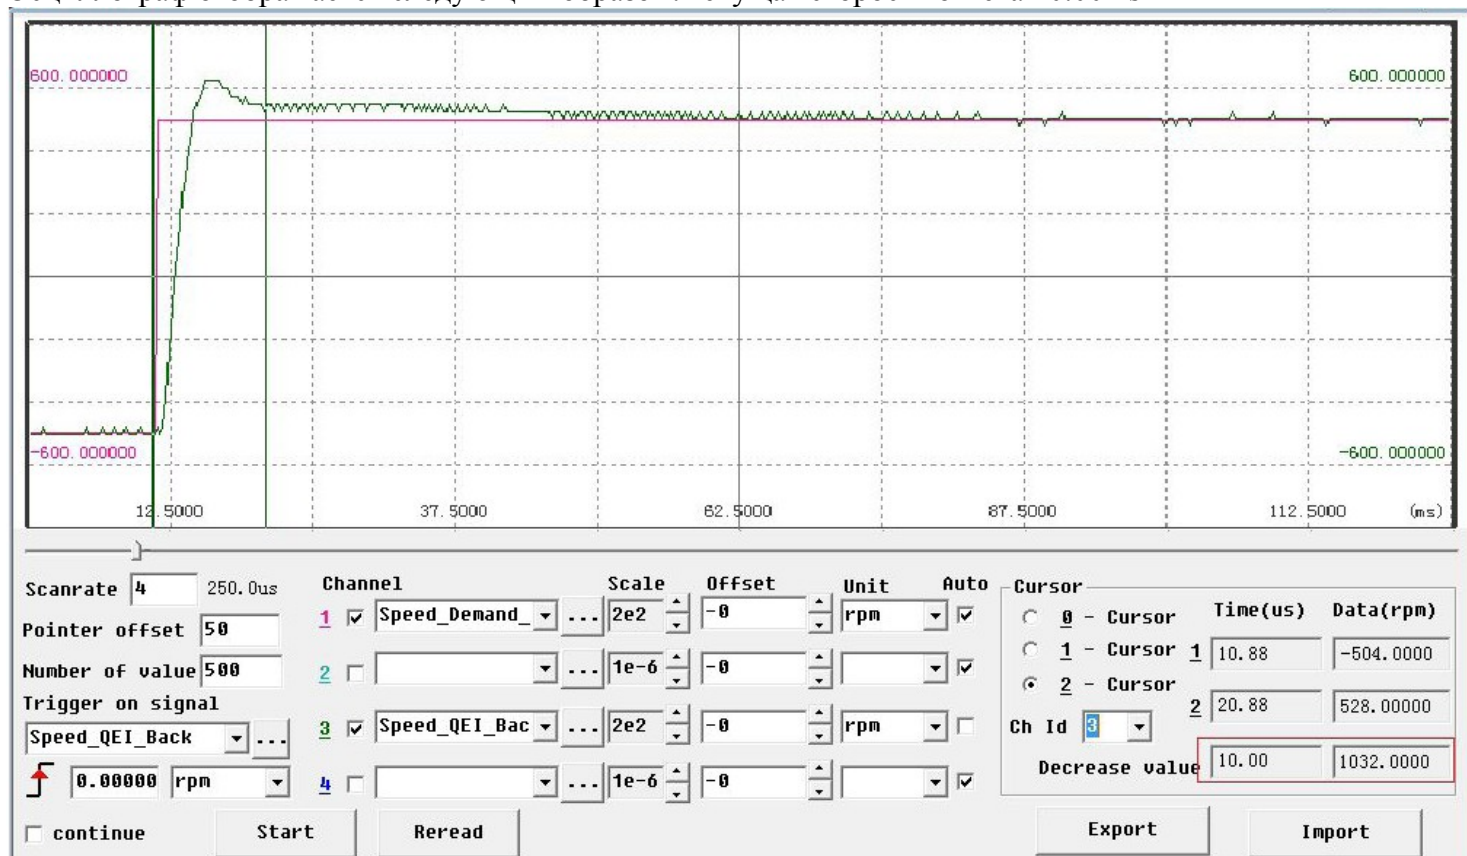 600.000000 600.000000
-600.000000 -600.000000
12.5000 37.5000 62.5000 87.5000 112.5000 (ms)
Scanrate 4 250.0us Channel Scale Offset Unit Auto Cursor
1 Speed_Demand_ ... 2e2 -0 rpm 0 - Cursor Time(us) Data(rpm)
Pointer offset 50
1 - Cursor 1 10.88 -504.0000
Number of value 500 2 ... 1e-6 -0 2 - Cursor
Trigger on signal 2 20.88 528.00000
Speed_QEI_Back ... 3 Speed_QEI_Bac ... 2e2 -0 rpm Ch Id 3
Decrease value 10.00 1032.0000
0.00000 rpm 4 ... 1e-6 -0
continue Start Reread Export Import